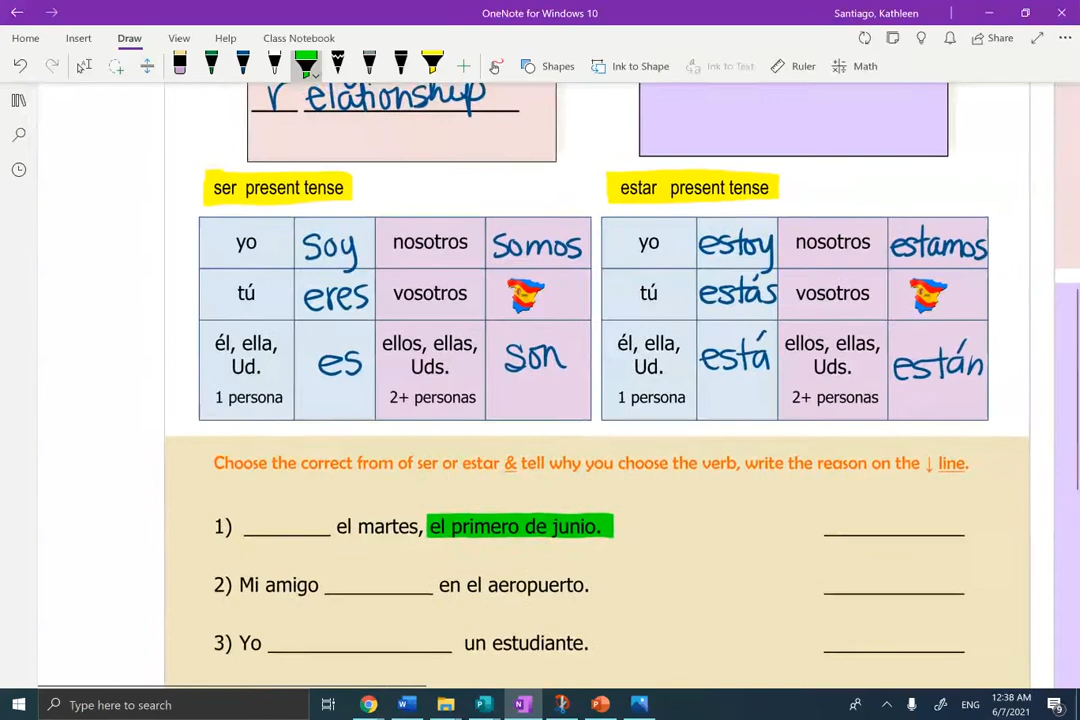 OneNote for Windows 10
Santiago, Kathleen
Home Insert Draw View Help Class Notebook
Share
Shapes Ink to Shape Ink to Text Ruler Math
r elationship
ser present tense
estar present tense
yo soy nosotros somos
tú eres vosotros
él, ella, Ud. 1 persona es ellos, ellas, Uds. 2+ personas son
yo estoy nosotros estamos
tú estás vosotros
él, ella, Ud. 1 persona está ellos, ellas, Uds. 2+ personas están
Choose the correct from of ser or estar & tell why you choose the verb, write the reason on the ↓ line.
1) ________ el martes, el primero de junio. ____________
2) Mi amigo __________ en el aeropuerto. ____________
3) Yo _________________ un estudiante. ____________
Type here to search
ENG
12:38 AM
6/7/2021
9